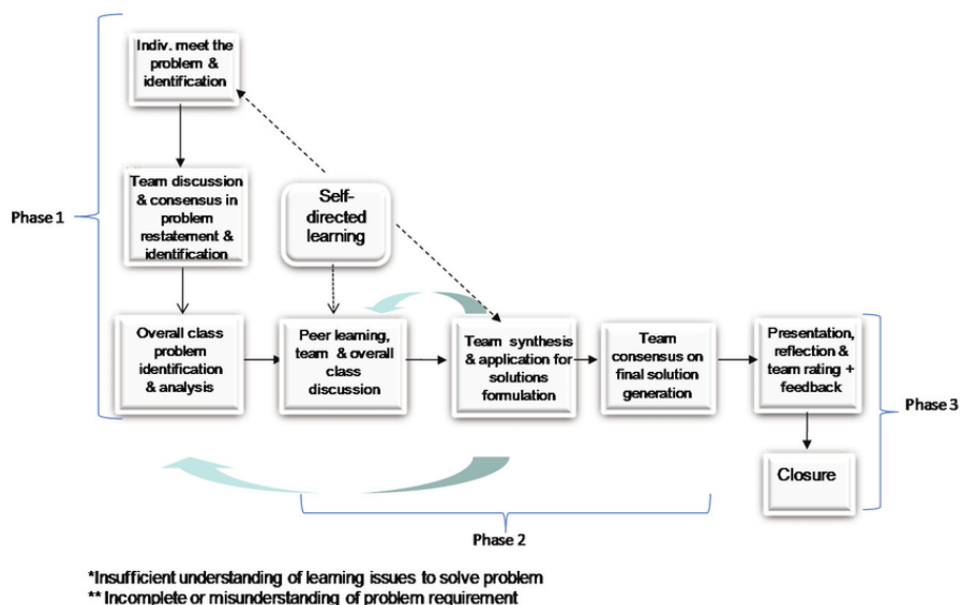 Indiv. meet the
problem &
identification
Team discussion
& consensus in
problem
restatement &
identification
Self-
directed
learning
Phase 1
Overall class
problem
identification
& analysis
Peer learning,
team & overall
class
discussion
Team synthesis
& application for
solutions
formulation
Team
consensus on
final solution
generation
Presentation,
reflection &
team rating +
feedback
Phase 3
Closure
Phase 2
*Insufficient understanding of learning issues to solve problem
** Incomplete or misunderstanding of problem requirement